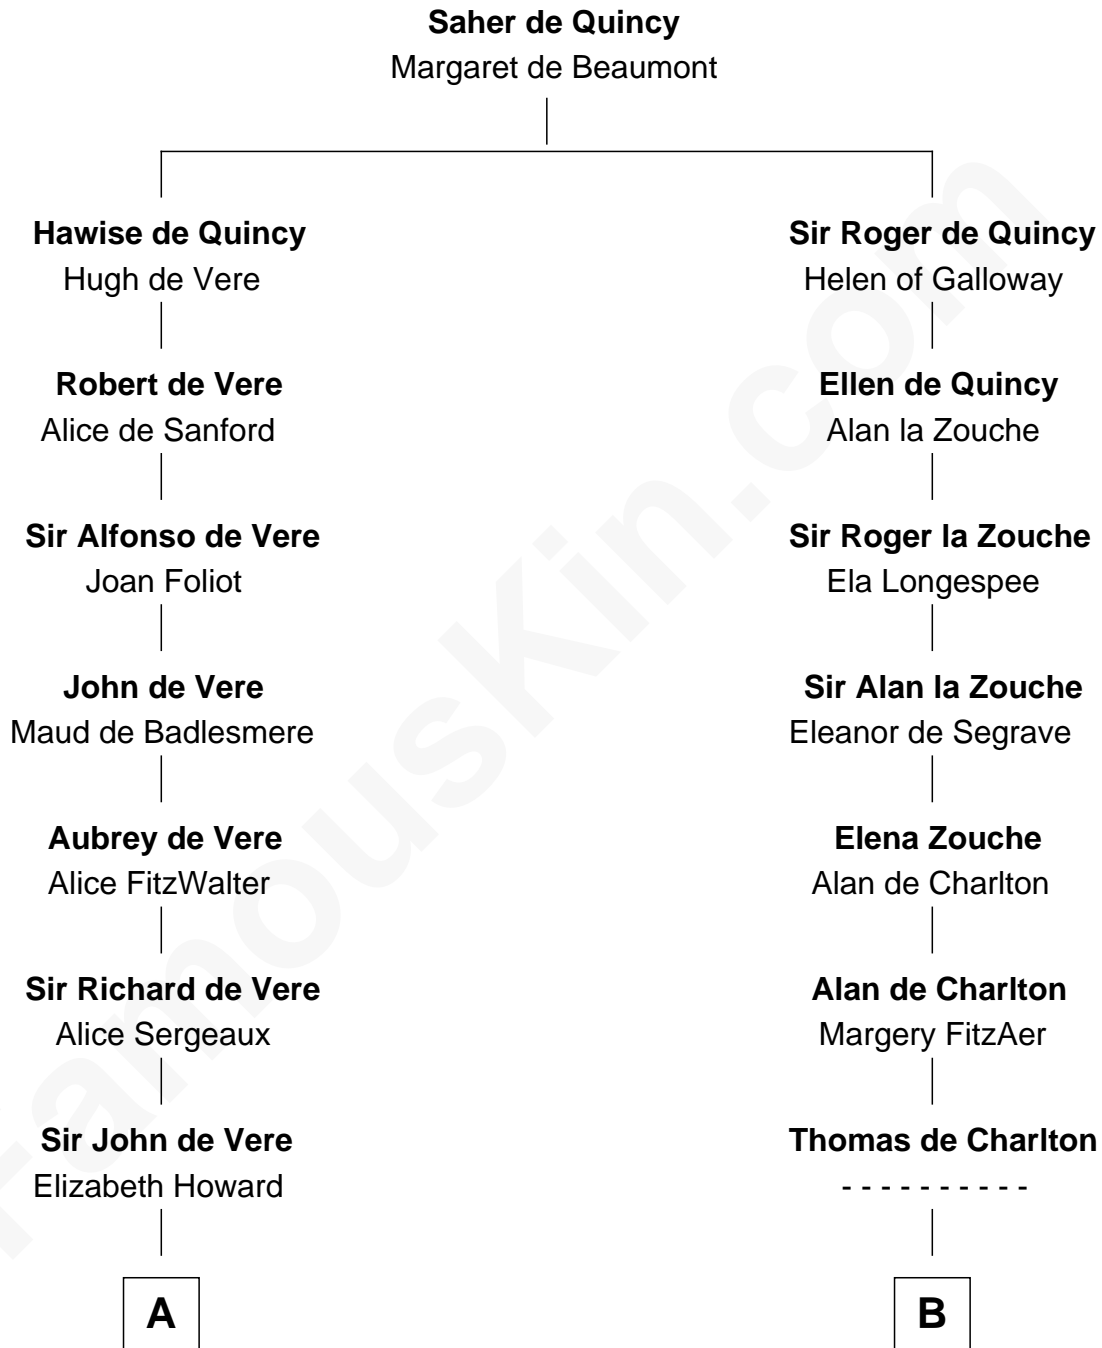 Saher de Quincy
Margaret de Beaumont
Hawise de Quincy
Hugh de Vere
Sir Roger de Quincy
Helen of Galloway
Robert de Vere
Alice de Sanford
Ellen de Quincy
Alan la Zouche
Sir Alfonso de Vere
Joan Foliot
Sir Roger la Zouche
Ela Longespee
John de Vere
Maud de Badlesmere
Sir Alan la Zouche
Eleanor de Segrave
Aubrey de Vere
Alice FitzWalter
Elena Zouche
Alan de Charlton
Sir Richard de Vere
Alice Sergeaux
Alan de Charlton
Margery FitzAer
Sir John de Vere
Elizabeth Howard
Thomas de Charlton
- - - - - - - - - -
A
B
FamousKin.com